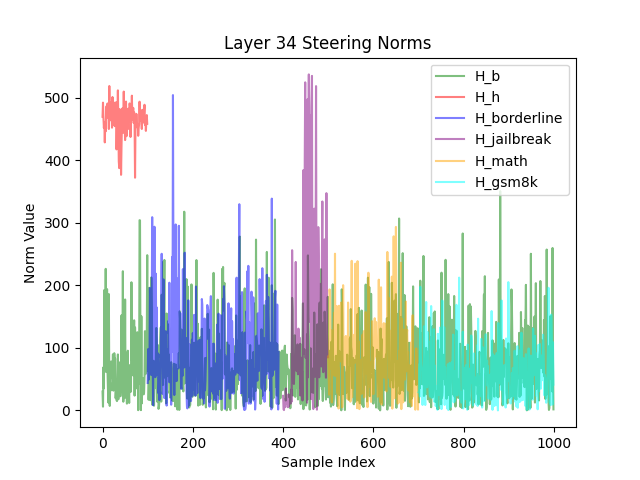 Layer 34 Steering Norms
H_b
H_h
H_borderline
H_jailbreak
H_math
H_gsm8k
Norm Value
500
400
300
200
100
0
0
200
400
600
800
1000
Sample Index